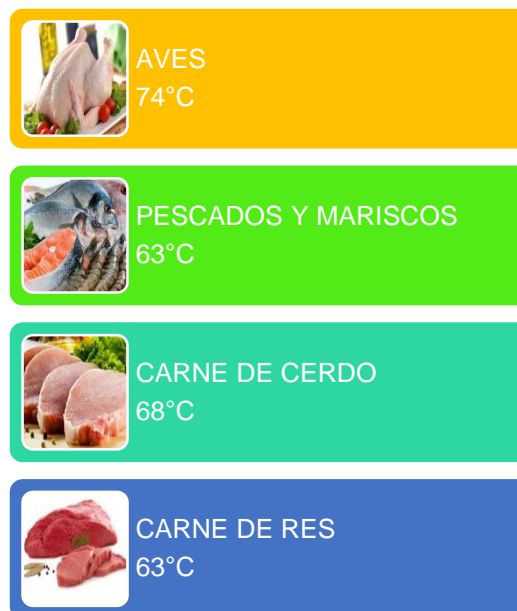 AVES
74°C
PESCADOS Y MARISCOS
63°C
CARNE DE CERDO
68°C
CARNE DE RES
63°C